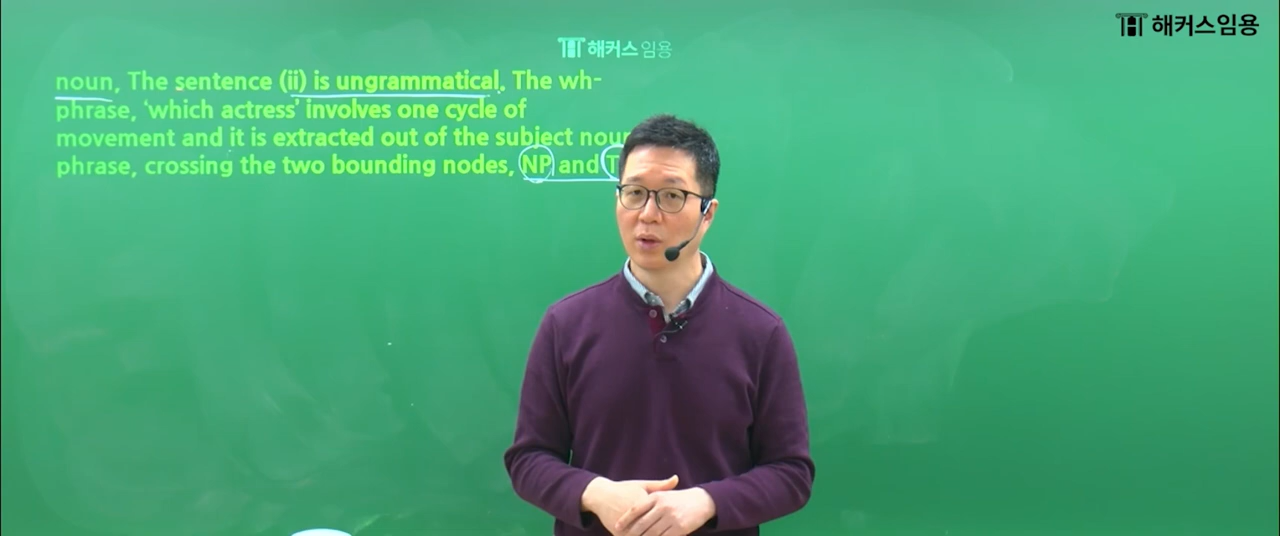 해커스임용
해커스임용
noun, The sentence (ii) is ungrammatical. The wh-
phrase, ‘which actress’ involves one cycle of
movement and it is extracted out of the subject
phrase, crossing the two bounding nodes, NP and